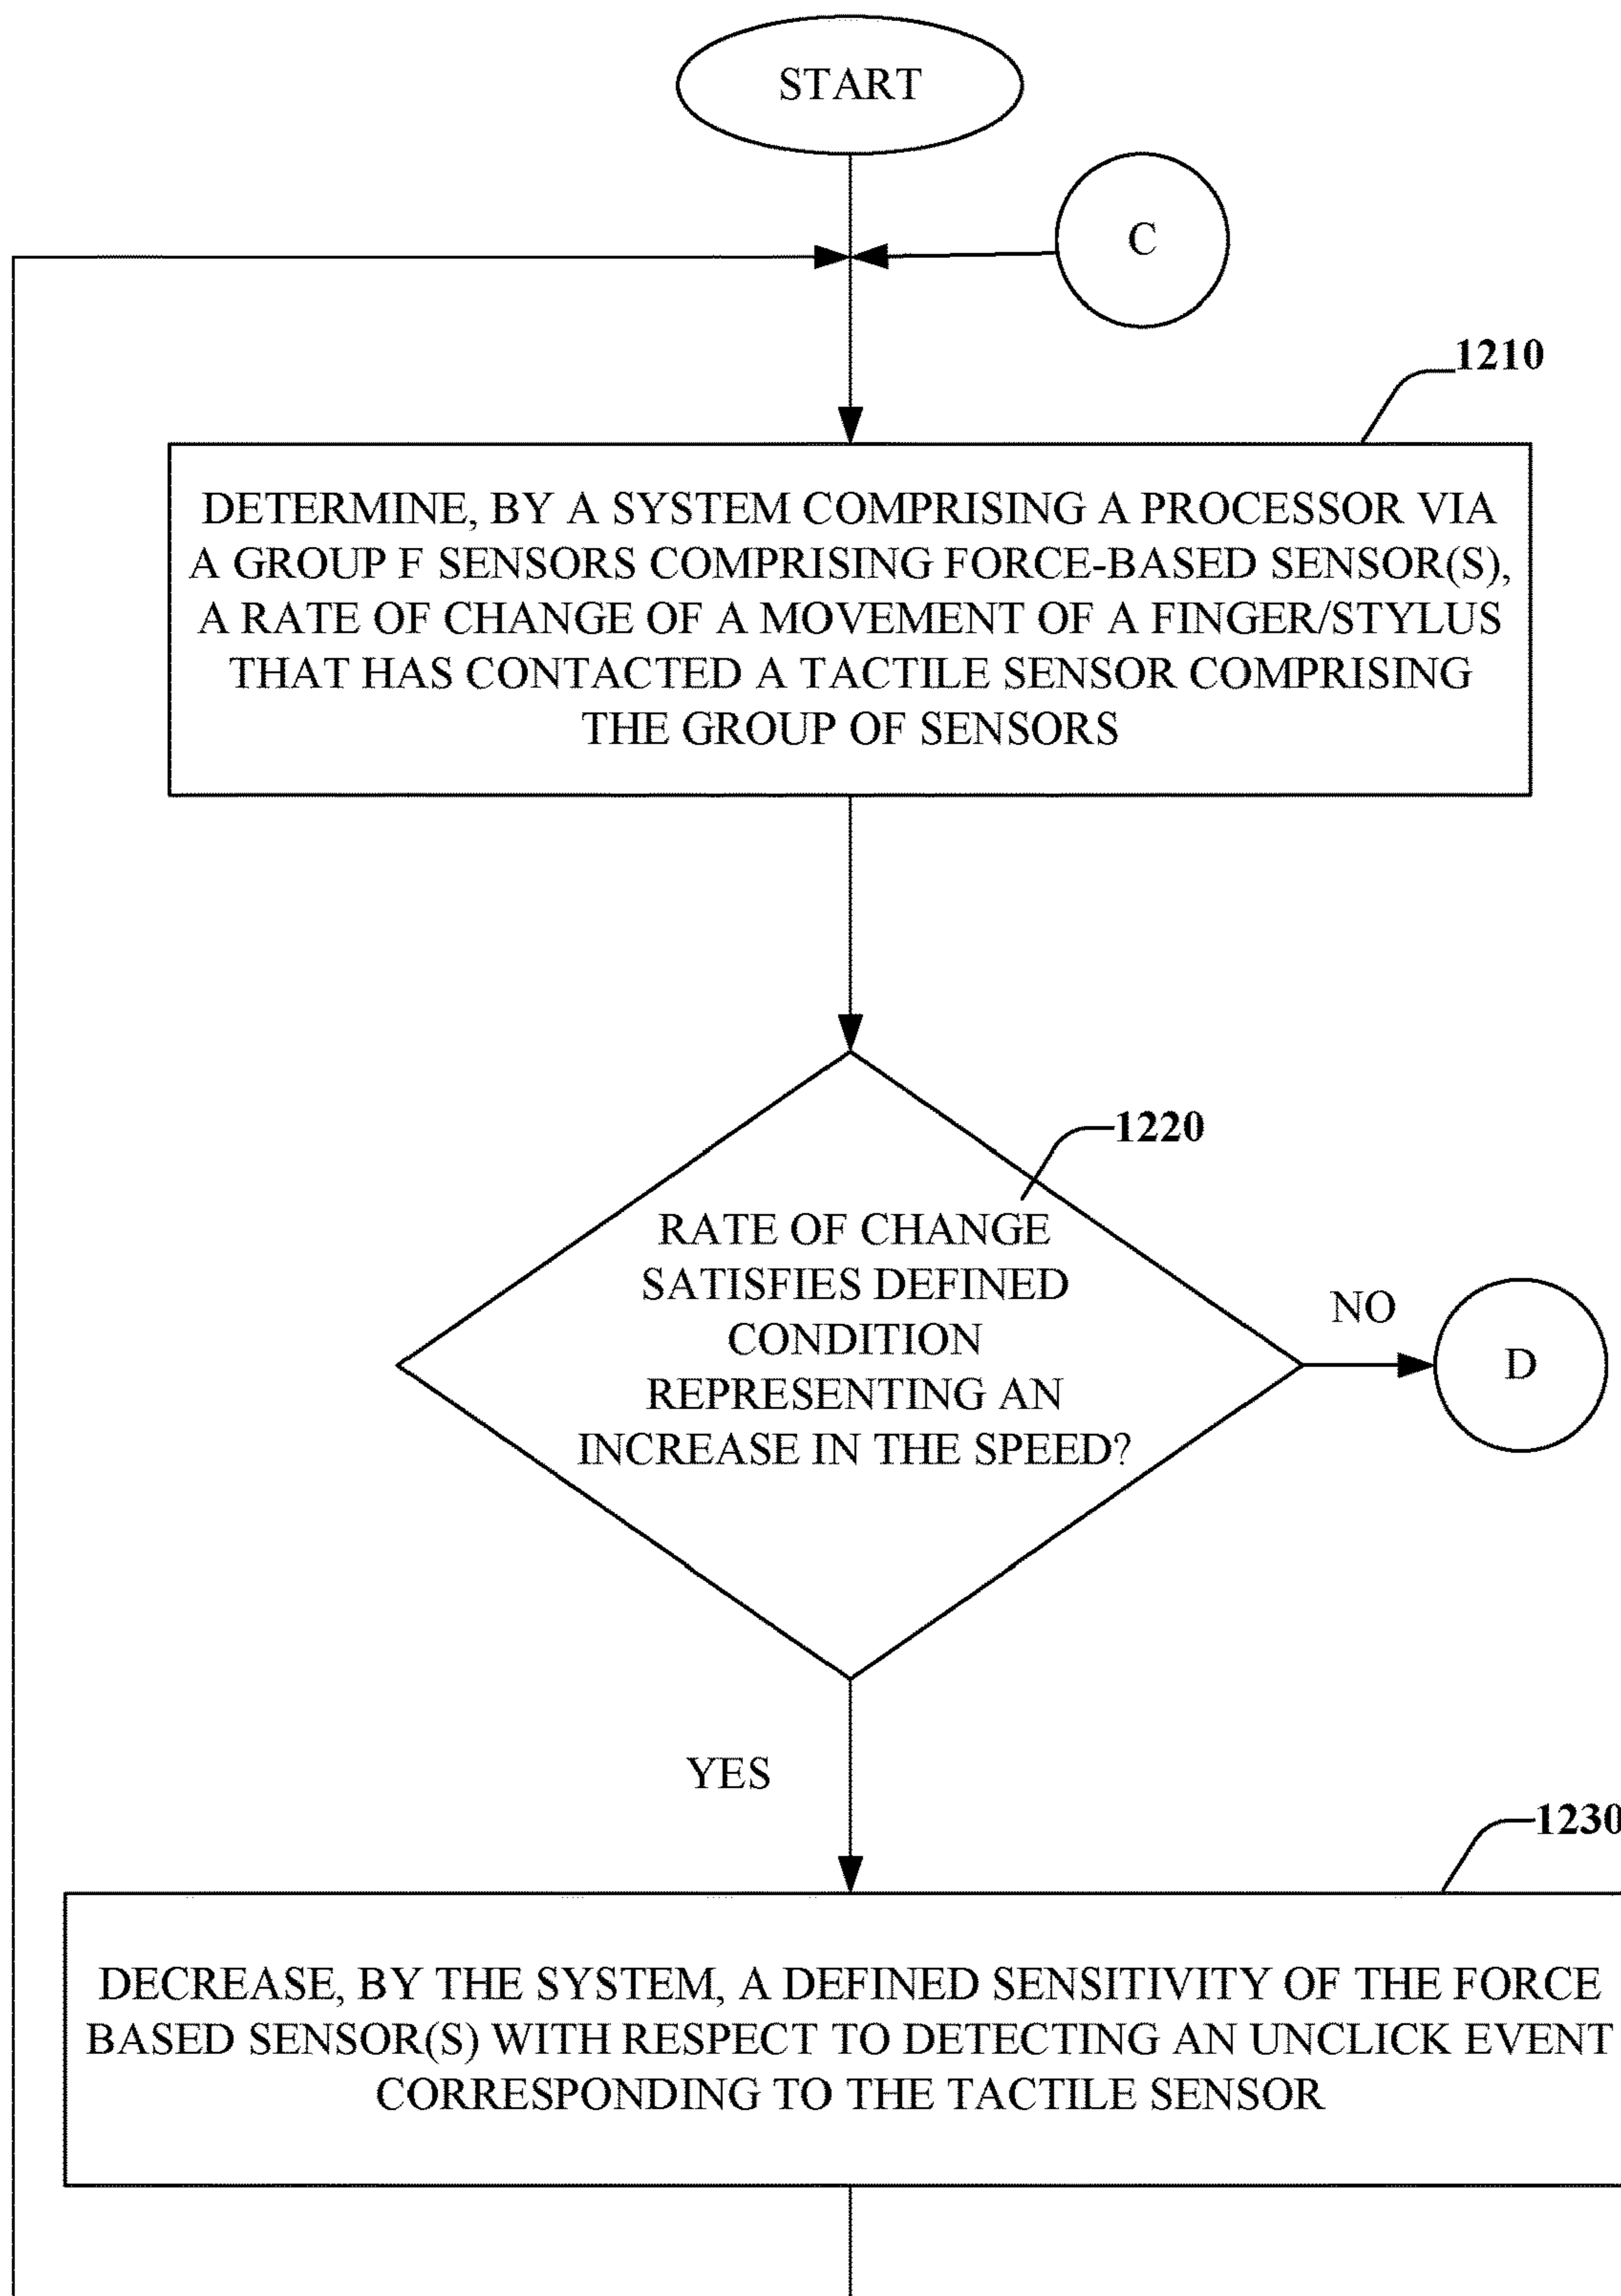 START
C
1210
DETERMINE, BY A SYSTEM COMPRISING A PROCESSOR VIA
A GROUP F SENSORS COMPRISING FORCE-BASED SENSOR(S),
A RATE OF CHANGE OF A MOVEMENT OF A FINGER/STYLUS
THAT HAS CONTACTED A TACTILE SENSOR COMPRISING
THE GROUP OF SENSORS
1220
RATE OF CHANGE
SATISFIES DEFINED
CONDITION
REPRESENTING AN
INCREASE IN THE SPEED?
NO
D
YES
1230
DECREASE, BY THE SYSTEM, A DEFINED SENSITIVITY OF THE FORCE
BASED SENSOR(S) WITH RESPECT TO DETECTING AN UNCLICK EVENT
CORRESPONDING TO THE TACTILE SENSOR